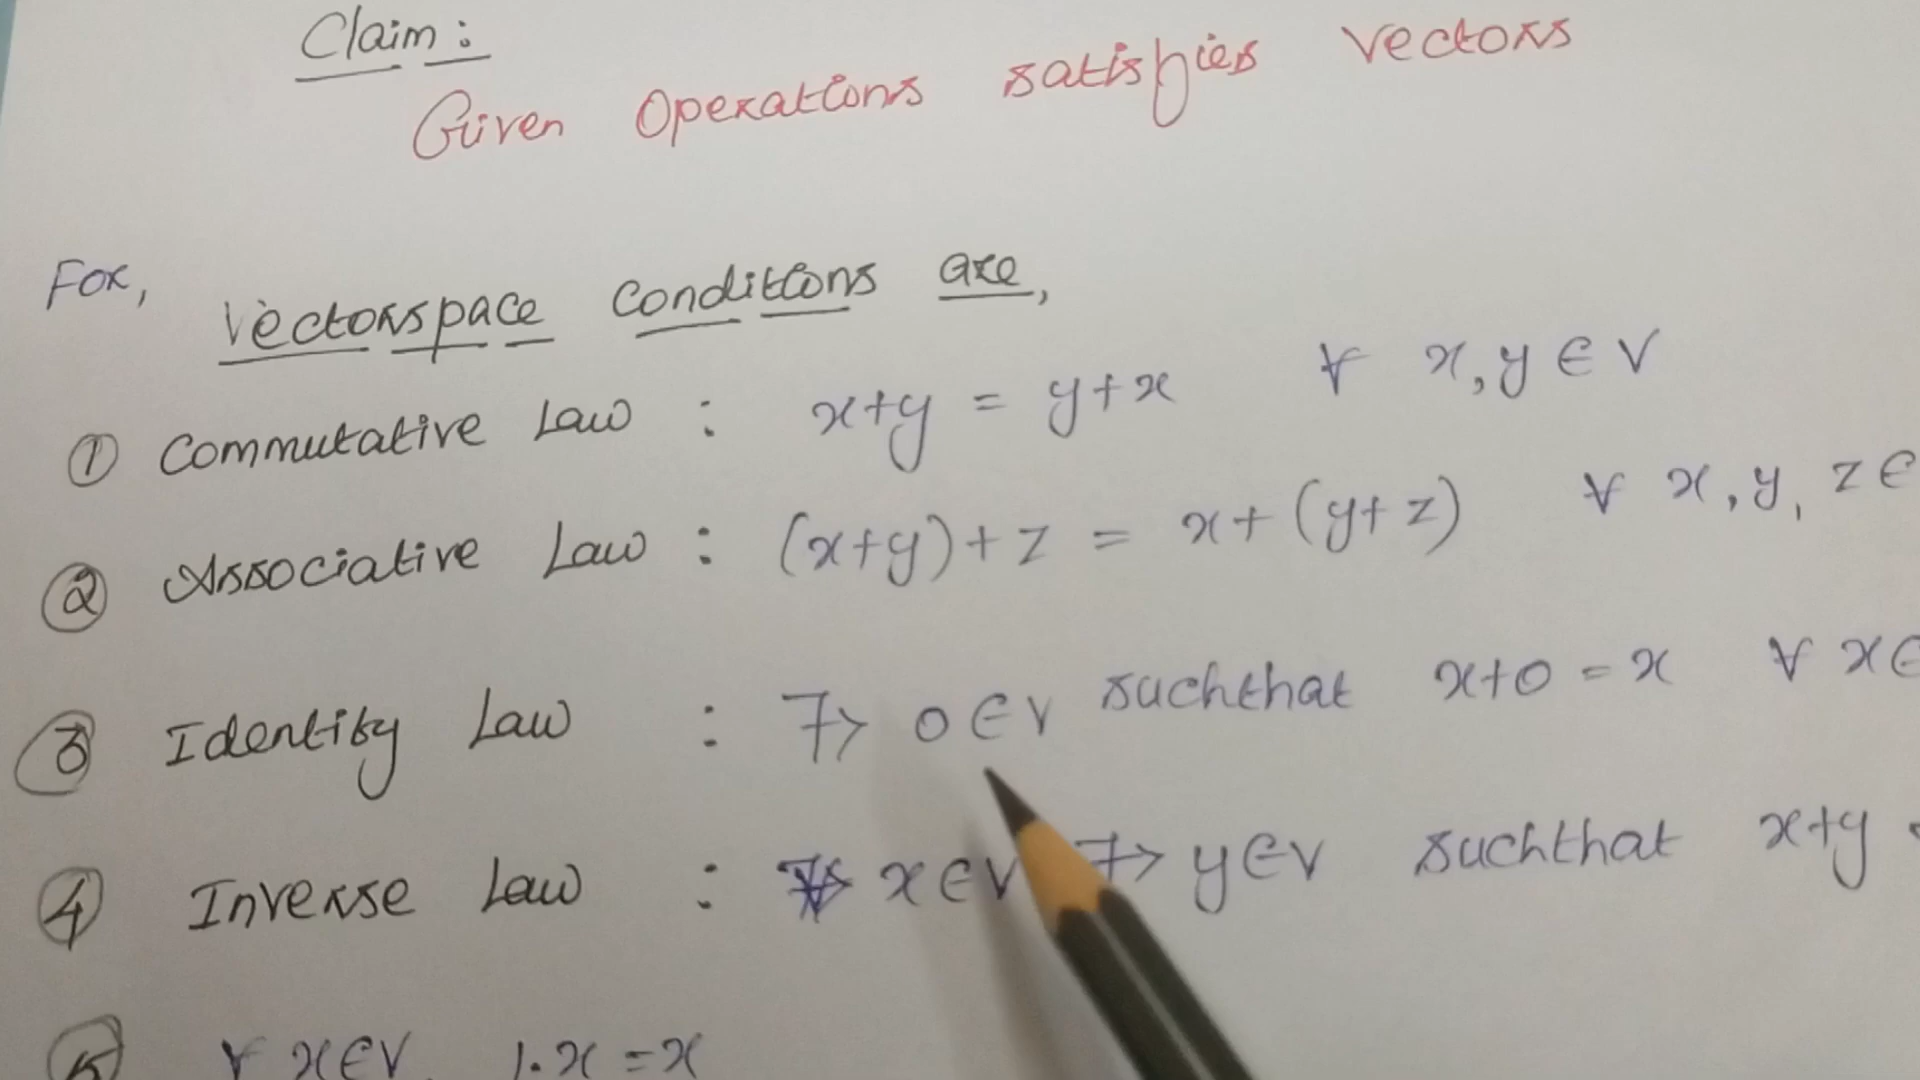 Claim:
Given Operations satisfies vectors
For,
Vectorspace Conditions are,
① Commutative Law : x+y = y+x ∀ x,y ∈ V
② Associative Law : (x+y)+z = x+(y+z) ∀ x,y, z ∈
③ Identity Law : ∃ 0 ∈ V suchthat x+0 = x ∀ x ∈
④ Inverse Law : ∀ x ∈ V ∃ y ∈ V suchthat x+y
⑤ ∀ x ∈ V, 1.x = x